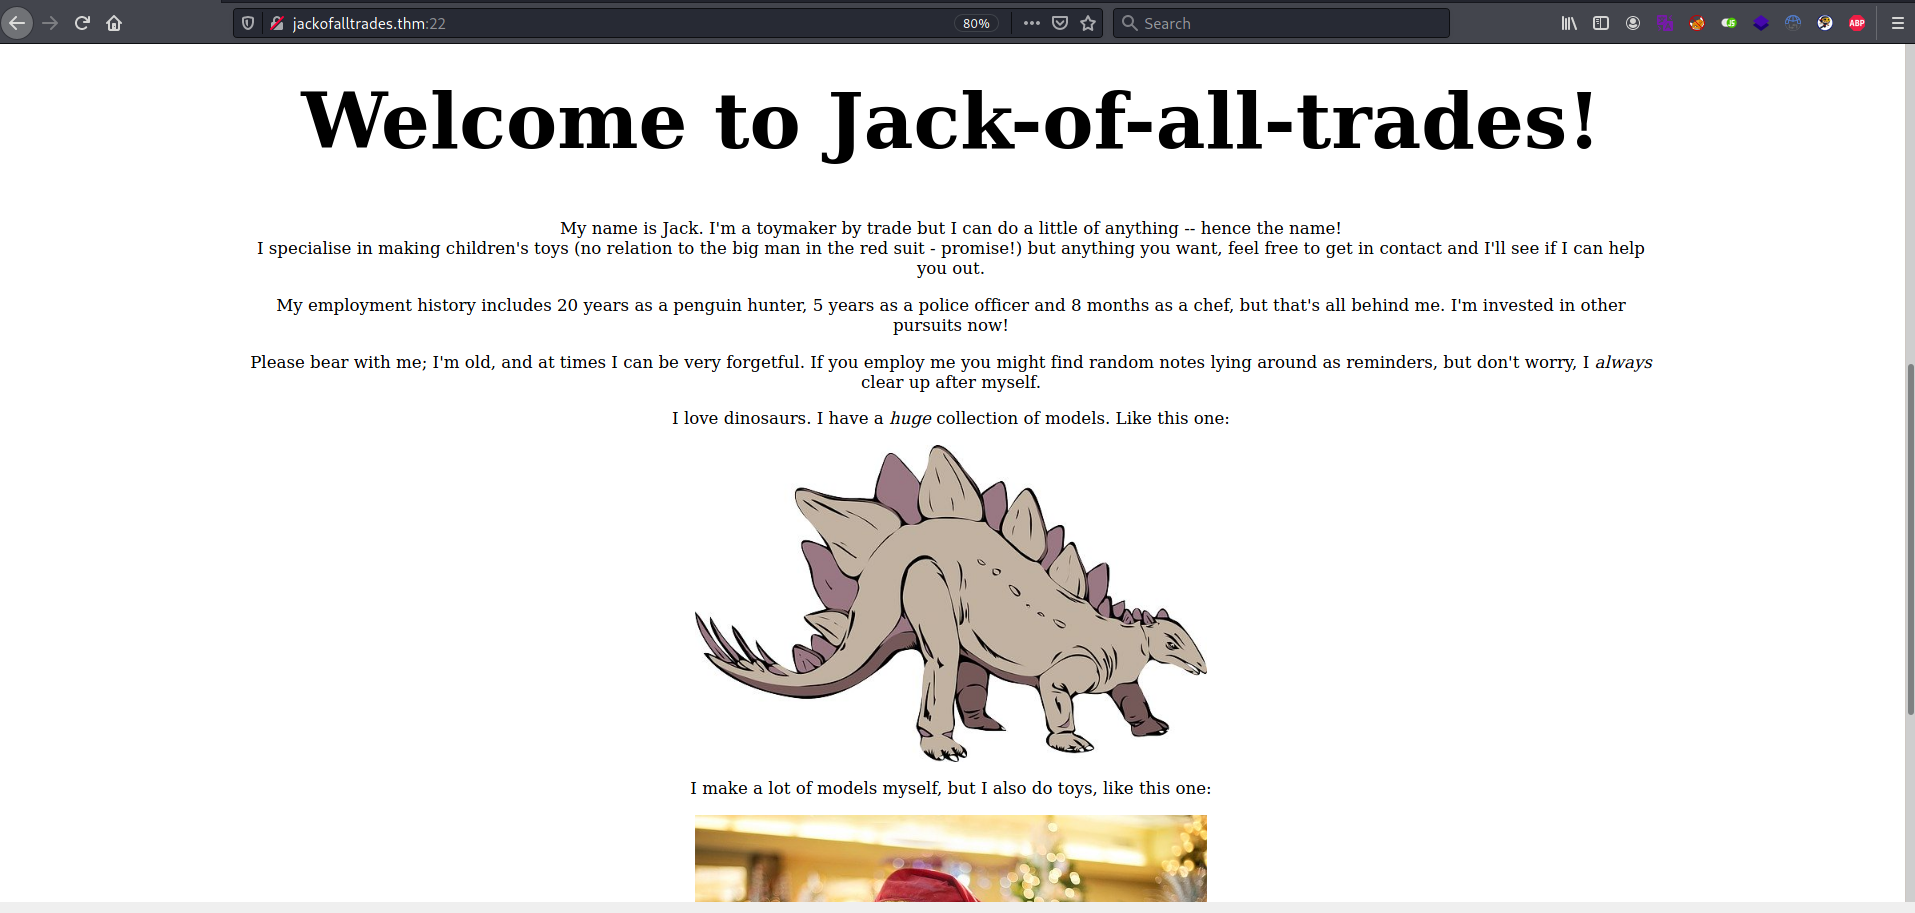 jackofalltrades.thm:22
80%
Search
ABP
Welcome to Jack-of-all-trades!
My name is Jack. I'm a toymaker by trade but I can do a little of anything -- hence the name!
I specialise in making children's toys (no relation to the big man in the red suit - promise!) but anything you want, feel free to get in contact and I'll see if I can help
you out.
My employment history includes 20 years as a penguin hunter, 5 years as a police officer and 8 months as a chef, but that's all behind me. I'm invested in other
pursuits now!
Please bear with me; I'm old, and at times I can be very forgetful. If you employ me you might find random notes lying around as reminders, but don't worry, I always
clear up after myself.
I love dinosaurs. I have a huge collection of models. Like this one:
I make a lot of models myself, but I also do toys, like this one: